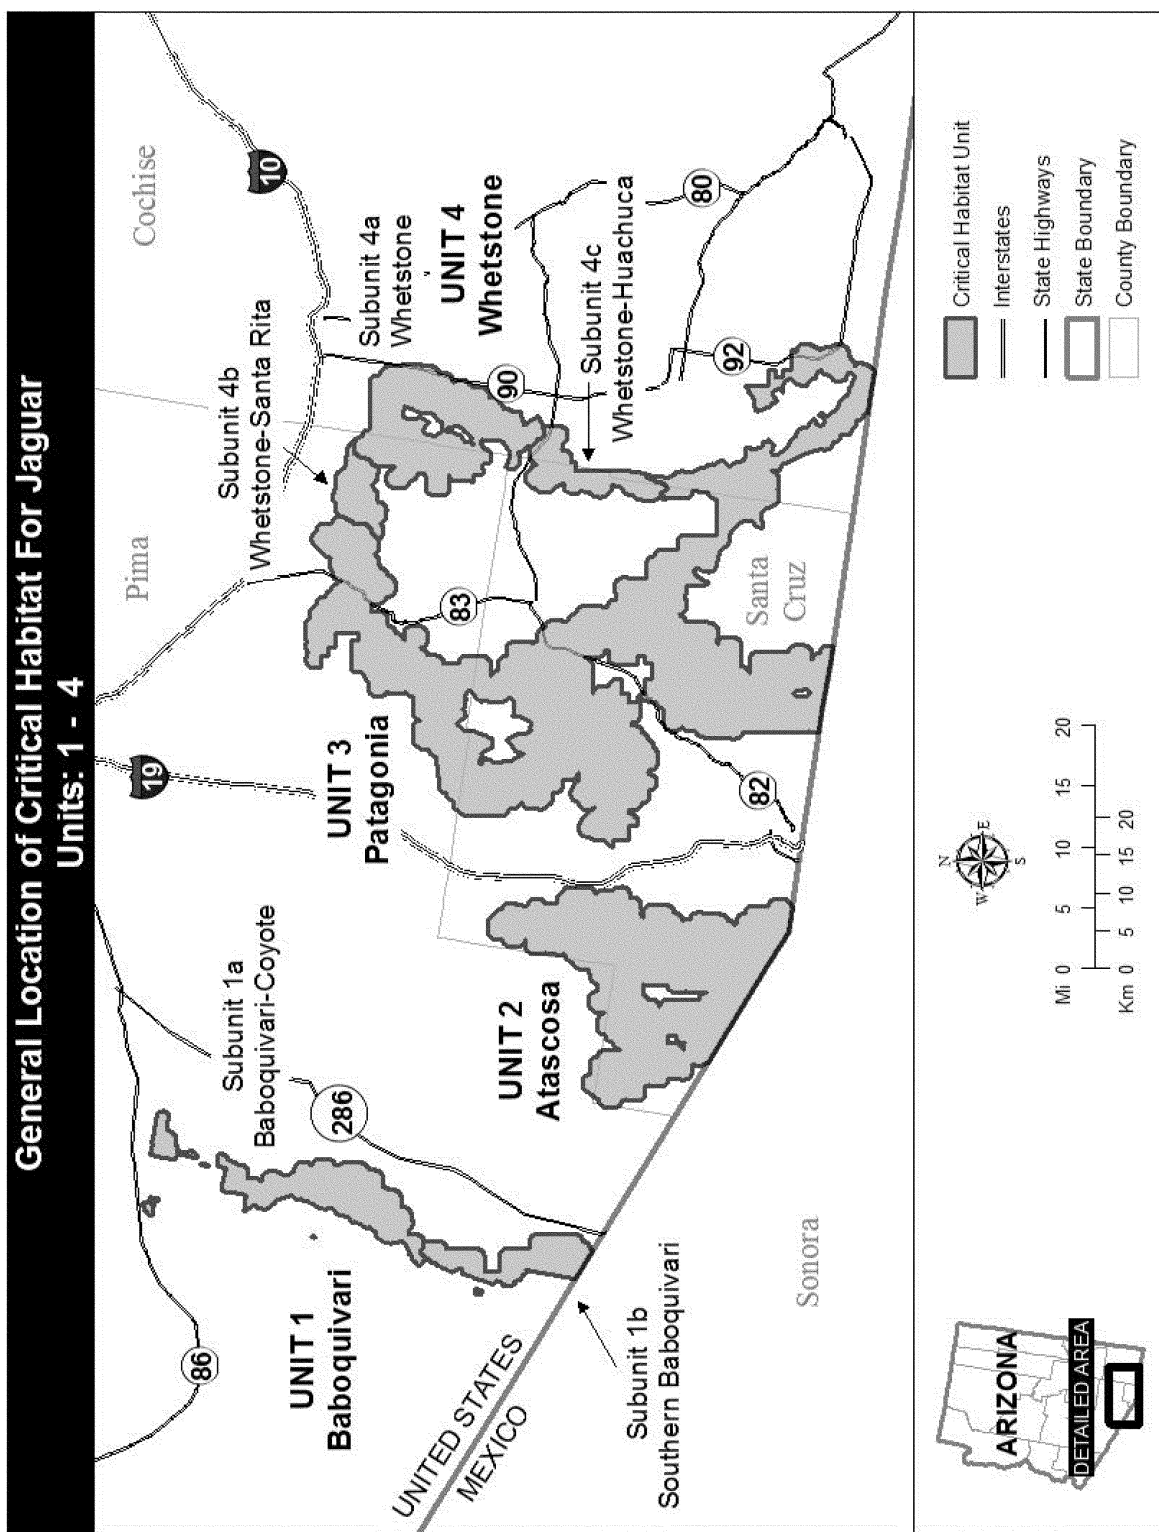 General Location of Critical Habitat For Jaguar
Units: 1 - 4
Cochise
Pima
10
19
86
Subunit 4b
Whetstone-Santa Rita
Subunit 4a
Whetstone
UNIT 4
Whetstone
Subunit 1a
Baboquivari-Coyote
286
UNIT 1
Baboquivari
UNIT 3
Patagonia
83
90
UNIT 2
Atascosa
Subunit 4c
Whetstone-Huachuca
80
92
82
Santa
Cruz
UNITED STATES
MEXICO
Subunit 1b
Southern Baboquivari
Sonora
ARIZONA
DETAILED AREA
N
W
E
S
Mi 0 5 10 15 20
Km 0 5 10 15 20
Critical Habitat Unit
Interstates
State Highways
State Boundary
County Boundary